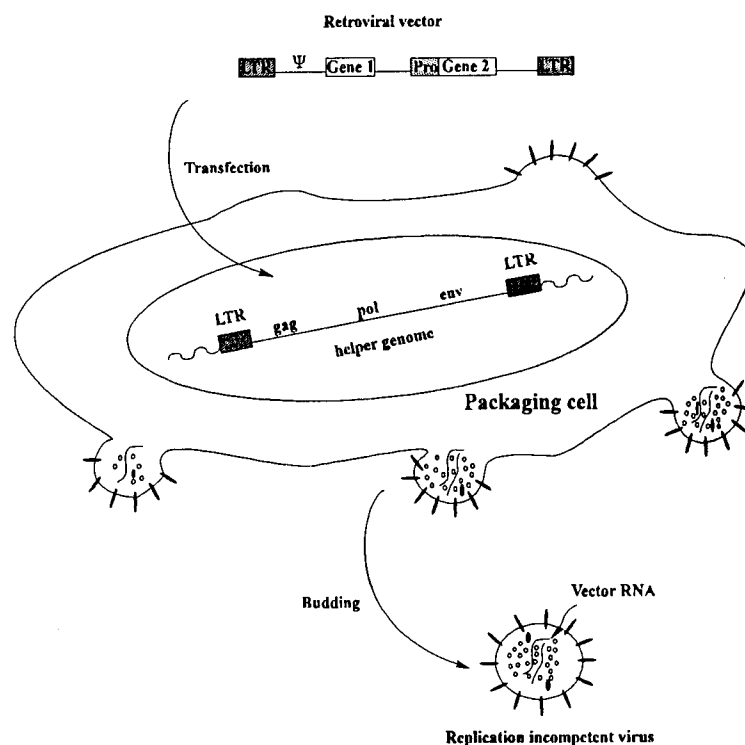 Retroviral vector
LTR Ψ Gene 1 Pro Gene 2 LTR
Transfection
LTR gag pol env LTR
helper genome
Packaging cell
Budding
Vector RNA
Replication incompetent virus